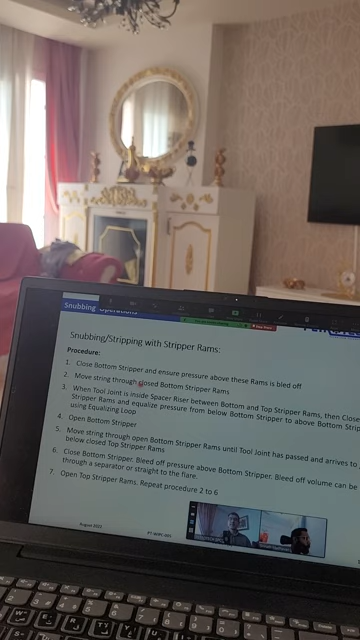 Snubbing Operations
Snubbing/Stripping with Stripper Rams:
Procedure:
1. Close Bottom Stripper and ensure pressure above these Rams is bled off
2. Move string through closed Bottom Stripper Rams
3. When Tool Joint is inside Spacer Riser between Bottom and Top Stripper Rams, then Close
Stripper Rams and equalize pressure from below Bottom Stripper to above Bottom Strip
using Equalizing Loop
4. Open Bottom Stripper
5. Move string through open Bottom Stripper Rams until Tool Joint has passed and arrives to
below closed Top Stripper Rams
6. Close Bottom Stripper. Bleed off pressure above Bottom Stripper. Bleed off volume can be
through a separator or straight to the flare.
7. Open Top Stripper Rams. Repeat procedure 2 to 6
August 2022